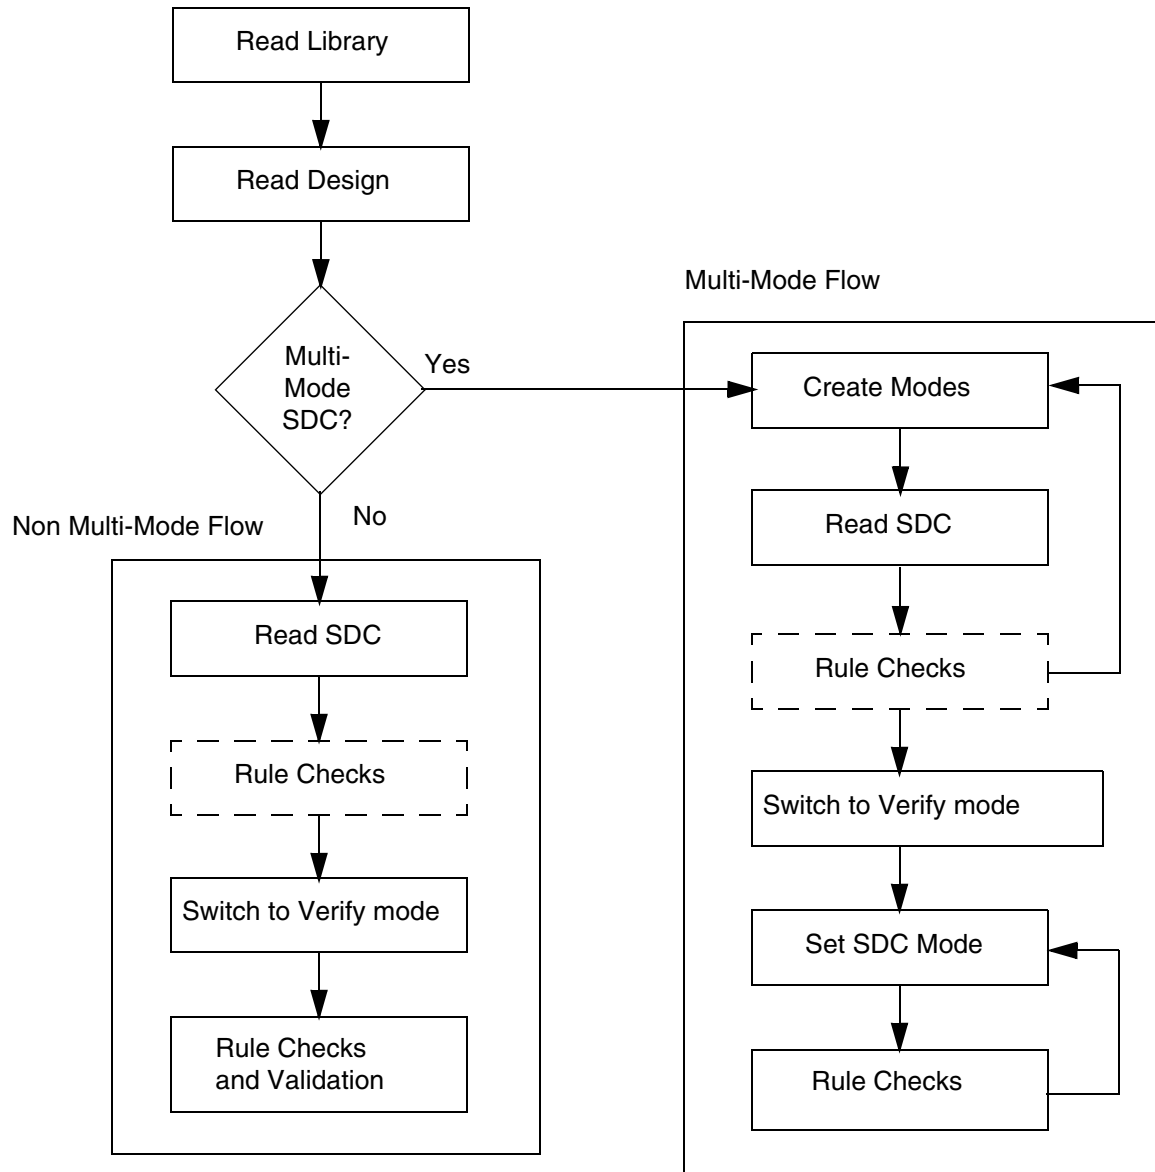 Read Library
Read Design
Multi-
Mode
SDC?
Yes
No
Non Multi-Mode Flow
Read SDC
Rule Checks
Switch to Verify mode
Rule Checks
and Validation
Multi-Mode Flow
Create Modes
Read SDC
Rule Checks
Switch to Verify mode
Set SDC Mode
Rule Checks